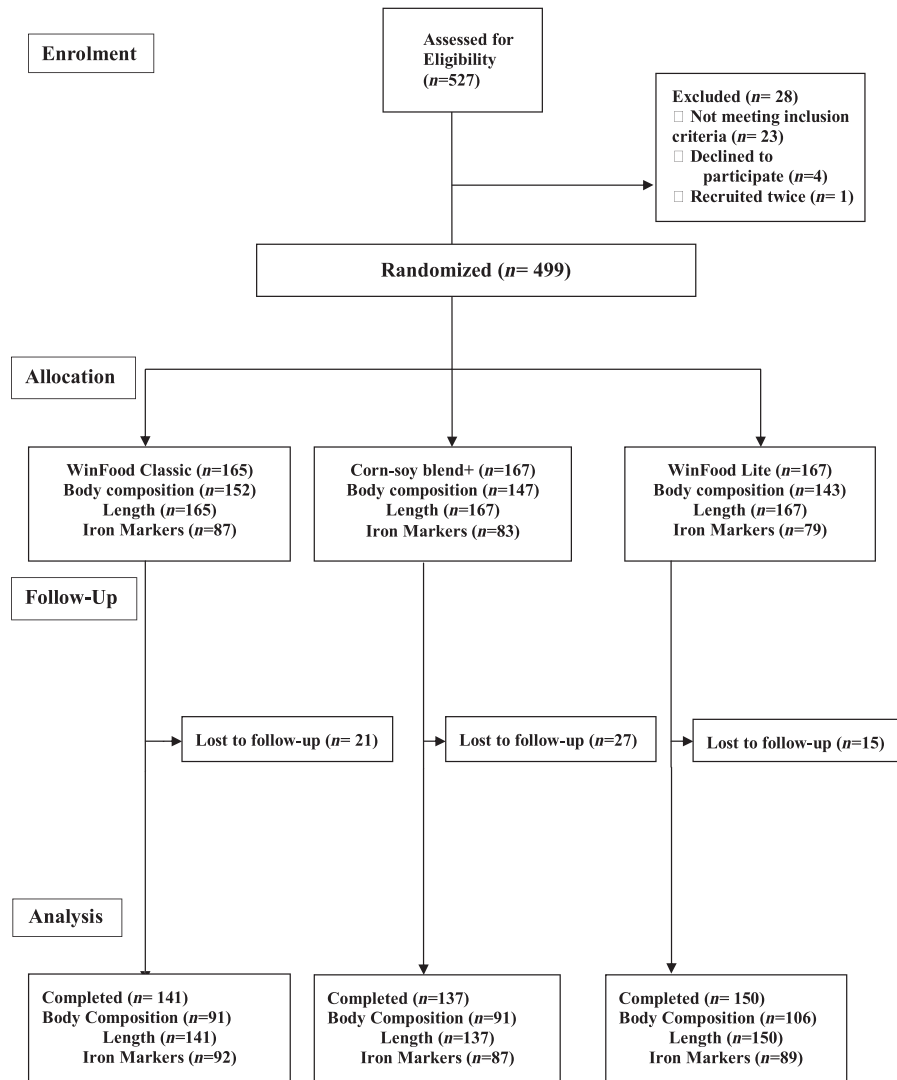 Enrolment
Assessed for
Eligibility
(n=527)
Excluded (n= 28)
□ Not meeting inclusion
criteria (n= 23)
□ Declined to
participate (n=4)
□ Recruited twice (n= 1)
Randomized (n= 499)
Allocation
WinFood Classic (n=165)
Body composition (n=152)
Length (n=165)
Iron Markers (n=87)
Corn-soy blend+ (n=167)
Body composition (n=147)
Length (n=167)
Iron Markers (n=83)
WinFood Lite (n=167)
Body composition (n=143)
Length (n=167)
Iron Markers (n=79)
Follow-Up
Lost to follow-up (n= 21)
Lost to follow-up (n=27)
Lost to follow-up (n=15)
Analysis
Completed (n= 141)
Body Composition (n=91)
Length (n=141)
Iron Markers (n=92)
Completed (n=137)
Body Composition (n=91)
Length (n=137)
Iron Markers (n=87)
Completed (n= 150)
Body Composition (n=106)
Length (n=150)
Iron Markers (n=89)